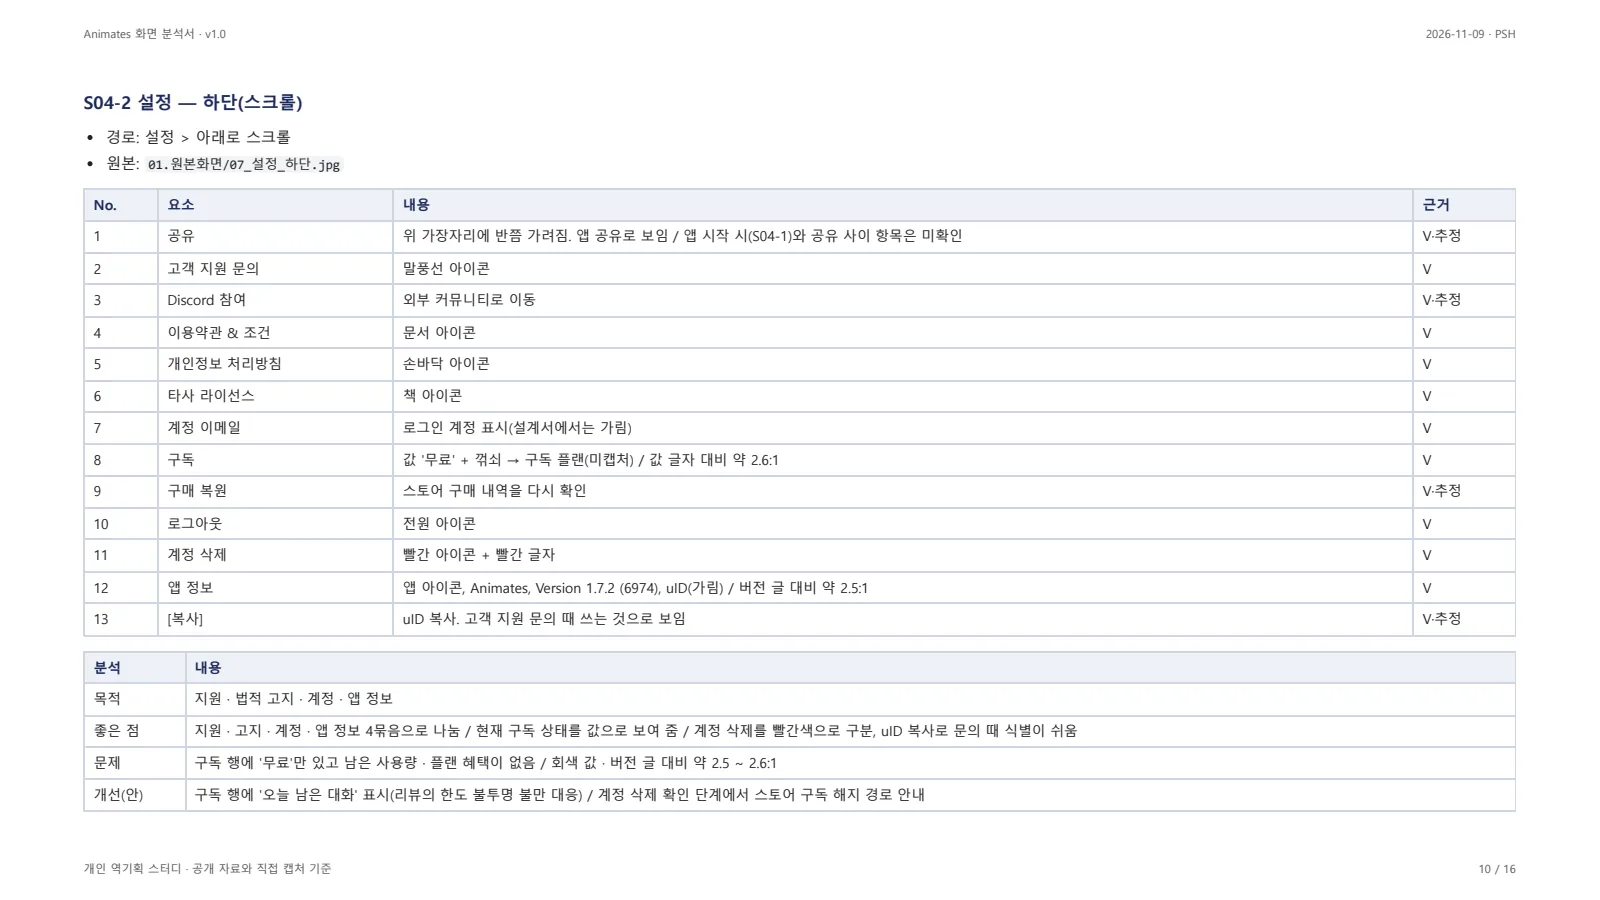 Animates 화면 분석서 · v1.0
2026-11-09 · PSH
S04-2 설정 — 하단(스크롤)
• 경로: 설정 > 아래로 스크롤
• 원본: 01.원본화면/07_설정_하단.jpg
No. 요소 내용 근거
1 공유 위 가장자리에 반쯤 가려짐. 앱 공유로 보임 / 앱 시작 시(S04-1)와 공유 사이 항목은 미확인 V·추정
2 고객 지원 문의 말풍선 아이콘 V
3 Discord 참여 외부 커뮤니티로 이동 V·추정
4 이용약관 & 조건 문서 아이콘 V
5 개인정보 처리방침 손바닥 아이콘 V
6 타사 라이선스 책 아이콘 V
7 계정 이메일 로그인 계정 표시(설계서에서는 가림) V
8 구독 값 '무료' + 꺾쇠 → 구독 플랜(미캡처) / 값 글자 대비 약 2.6:1 V
9 구매 복원 스토어 구매 내역을 다시 확인 V·추정
10 로그아웃 전원 아이콘 V
11 계정 삭제 빨간 아이콘 + 빨간 글자 V
12 앱 정보 앱 아이콘, Animates, Version 1.7.2 (6974), uID(가림) / 버전 글 대비 약 2.5:1 V
13 [복사] uID 복사. 고객 지원 문의 때 쓰는 것으로 보임 V·추정
분석 내용
목적 지원 · 법적 고지 · 계정 · 앱 정보
좋은 점 지원 · 고지 · 계정 · 앱 정보 4묶음으로 나눔 / 현재 구독 상태를 값으로 보여 줌 / 계정 삭제를 빨간색으로 구분, uID 복사로 문의 때 식별이 쉬움
문제 구독 행에 '무료'만 있고 남은 사용량 · 플랜 혜택이 없음 / 회색 값 · 버전 글 대비 약 2.5 ~ 2.6:1
개선(안) 구독 행에 '오늘 남은 대화' 표시(리뷰의 한도 불투명 불만 대응) / 계정 삭제 확인 단계에서 스토어 구독 해지 경로 안내
개인 역기획 스터디 · 공개 자료와 직접 캡처 기준
10 / 16